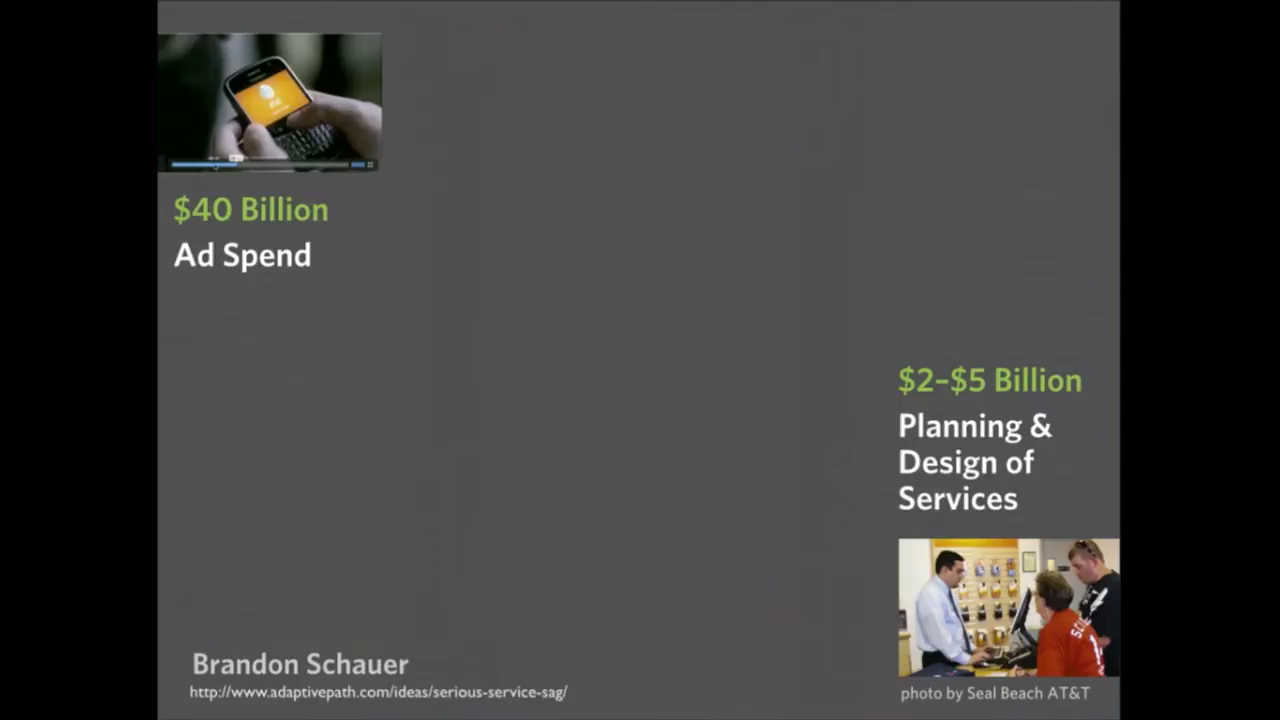 $40 Billion
Ad Spend
$2–$5 Billion
Planning &
Design of
Services
Brandon Schauer
http://www.adaptivepath.com/ideas/serious-service-sag/
photo by Seal Beach AT&T